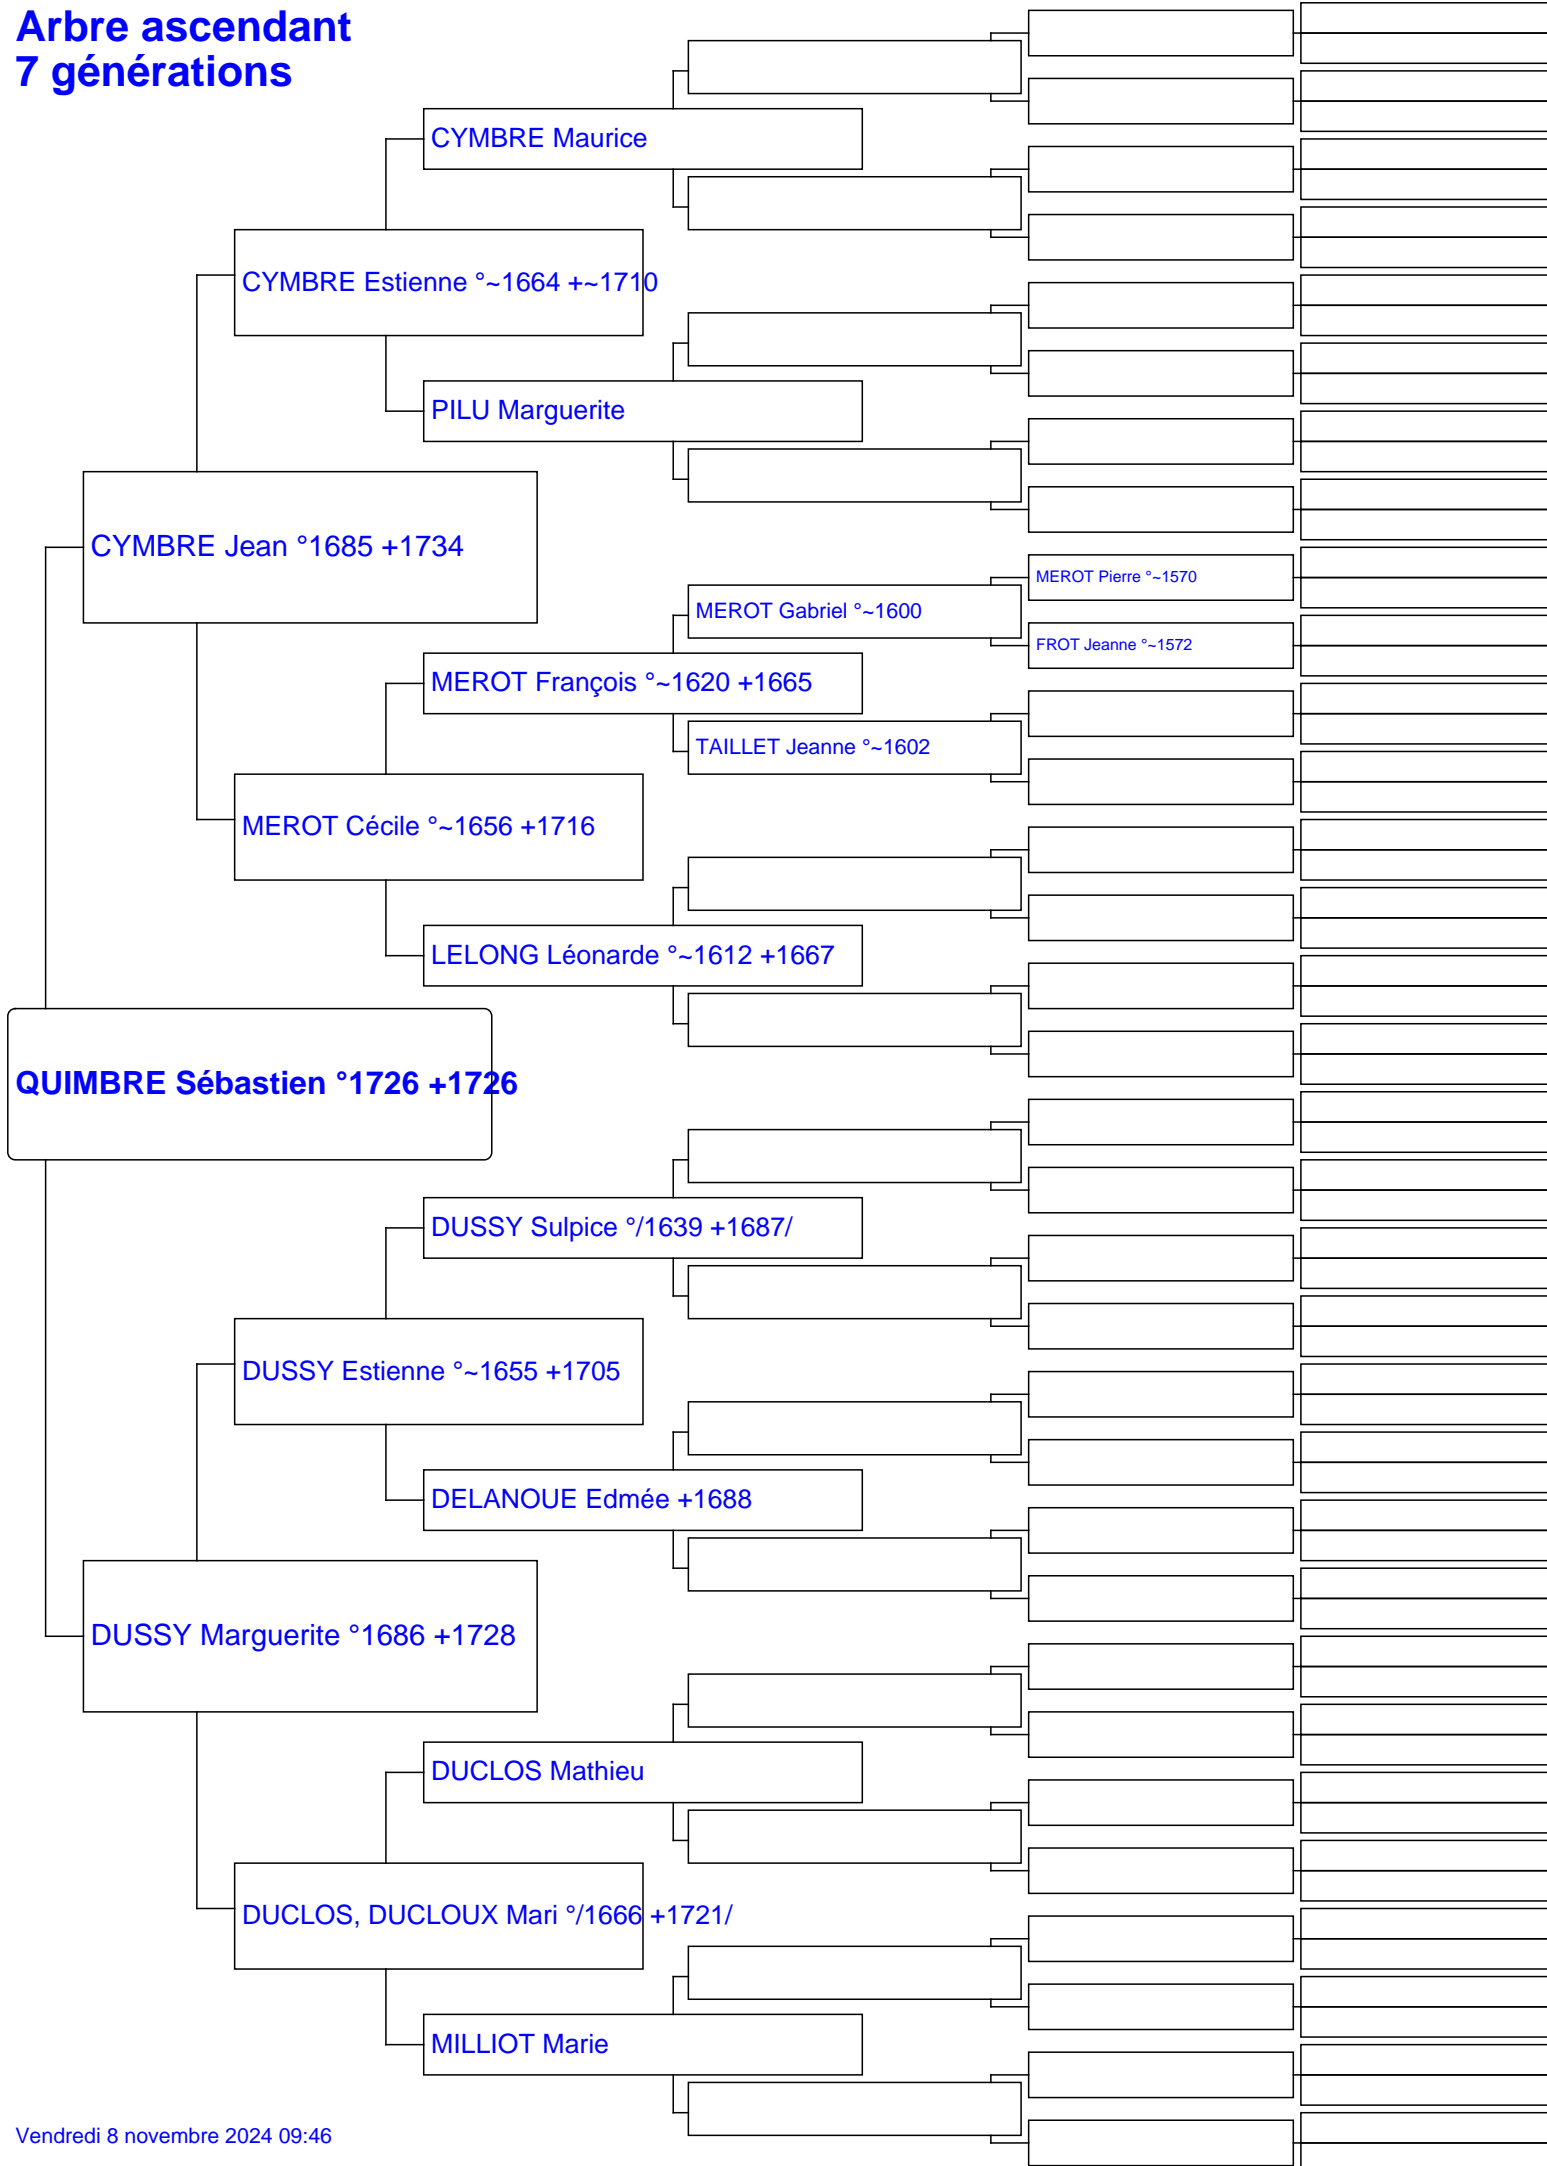 Arbre ascendant
7 générations
CYMBRE Maurice
CYMBRE Estienne °~1664 +~1710
PILU Marguerite
CYMBRE Jean °1685 +1734
MEROT Pierre °~1570
MEROT Gabriel °~1600
FROT Jeanne °~1572
MEROT François °~1620 +1665
TAILLET Jeanne °~1602
MEROT Cécile °~1656 +1716
LELONG Léonarde °~1612 +1667
QUIMBRE Sébastien °1726 +1726
DUSSY Sulpice °/1639 +1687/
DUSSY Estienne °~1655 +1705
DELANOUE Edmée +1688
DUSSY Marguerite °1686 +1728
DUCLOS Mathieu
DUCLOS, DUCLOUX Mari °/1666 +1721/
MILLIOT Marie
Vendredi 8 novembre 2024 09:46